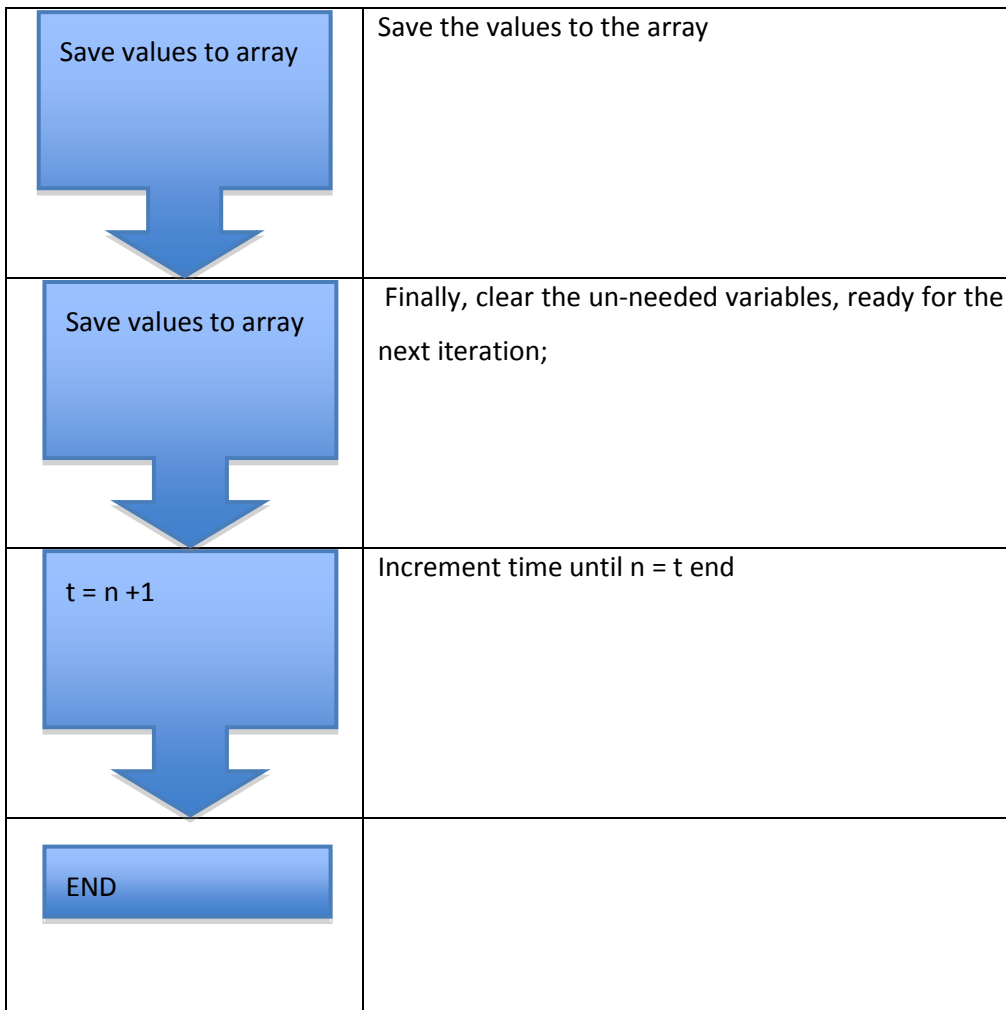 Save values to array
Save the values to the array
Save values to array
Finally, clear the un-needed variables, ready for the
next iteration;
t = n +1
Increment time until n = t end
END